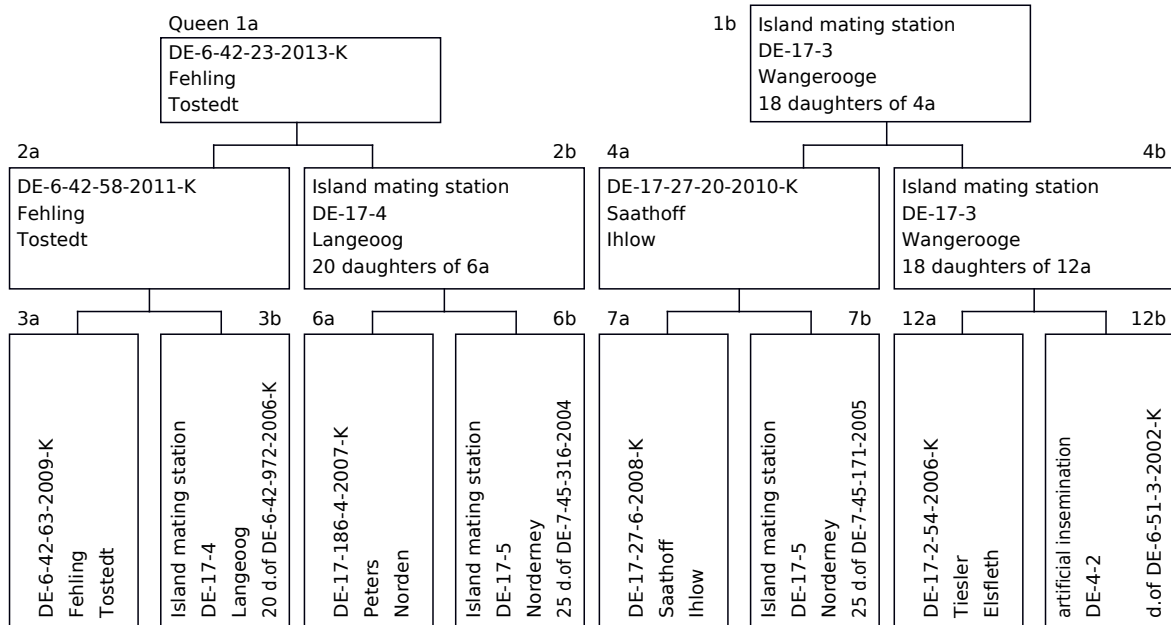 Queen 1a
DE-6-42-23-2013-K
Fehling
Tostedt
1b
Island mating station
DE-17-3
Wangerooge
18 daughters of 4a
2a
DE-6-42-58-2011-K
Fehling
Tostedt
2b
Island mating station
DE-17-4
Langeoog
20 daughters of 6a
4a
DE-17-27-20-2010-K
Saathoff
Ihlow
4b
Island mating station
DE-17-3
Wangerooge
18 daughters of 12a
3a
DE-6-42-63-2009-K
Fehling
Tostedt
3b
Island mating station
DE-17-4
Langeoog
20 d.of DE-6-42-972-2006-K
6a
DE-17-186-4-2007-K
Peters
Norden
6b
Island mating station
DE-17-5
Norderney
25 d.of DE-7-45-316-2004
7a
DE-17-27-6-2008-K
Saathoff
Ihlow
7b
Island mating station
DE-17-5
Norderney
25 d.of DE-7-45-171-2005
12a
DE-17-2-54-2006-K
Tiesler
Elsfleth
12b
artificial insemination
DE-4-2
d.of DE-6-51-3-2002-K